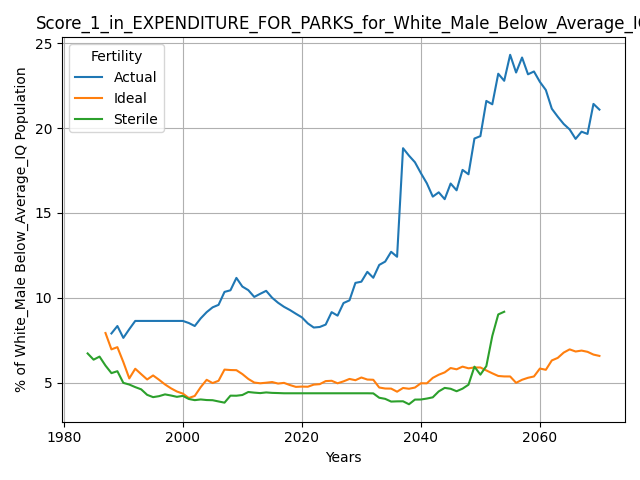 Score_1_in_EXPENDITURE_FOR_PARKS_for_White_Male_Below_Average_IQ
Fertility
Actual
Ideal
Sterile
% of White_Male Below_Average_IQ Population
25
20
15
10
5
1980 2000 2020 2040 2060
Years